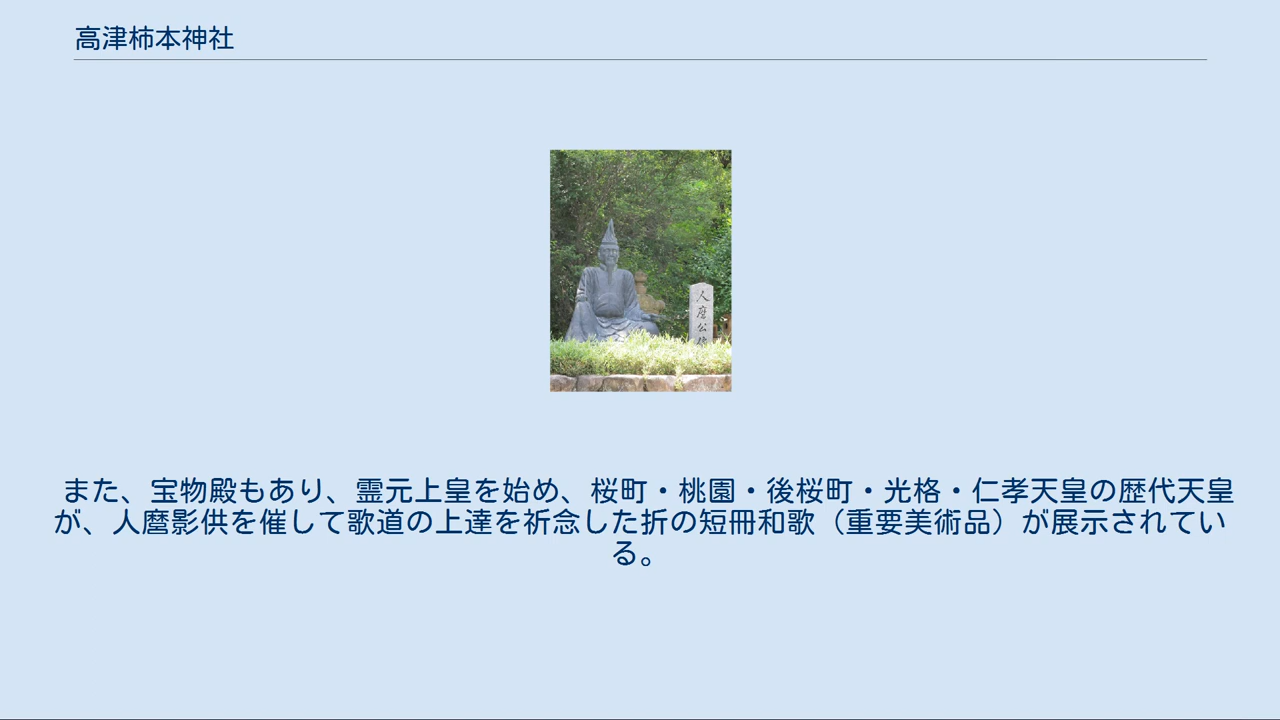 高津柿本神社
人麿公
また、宝物殿もあり、霊元上皇を始め、桜町・桃園・後桜町・光格・仁孝天皇の歴代天皇
が、人麿影供を催して歌道の上達を祈念した折の短冊和歌（重要美術品）が展示されてい
る。